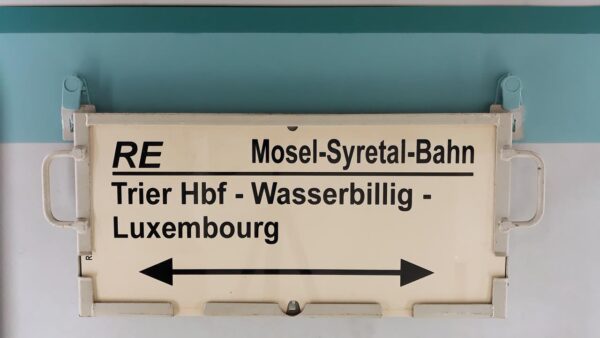 RE Mosel-Syretal-Bahn
Trier Hbf - Wasserbillig -
Luxembourg
R